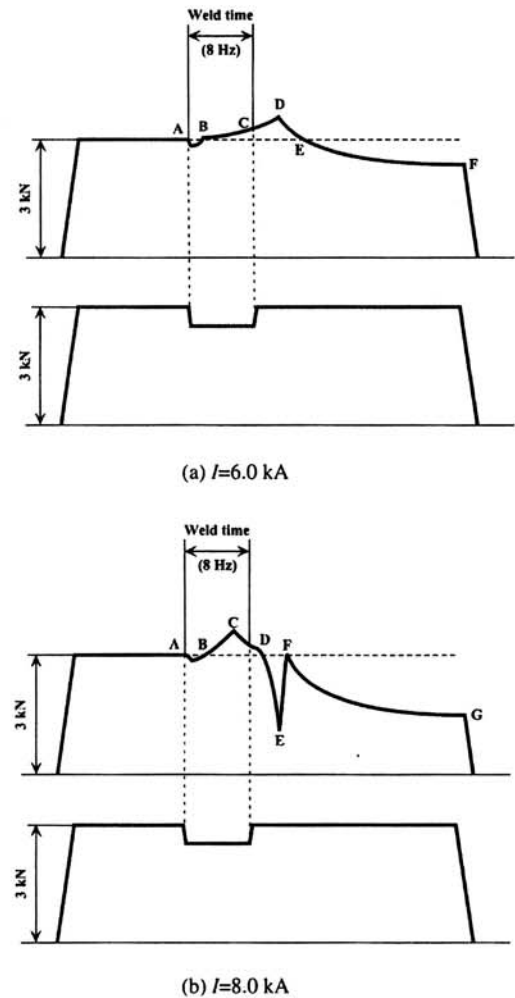 Weld time
(8 Hz)
A
B
C
D
E
F
3 kN
3 kN
(a) I=6.0 kA
Weld time
(8 Hz)
A
B
C
D
E
F
G
3 kN
3 kN
(b) I=8.0 kA